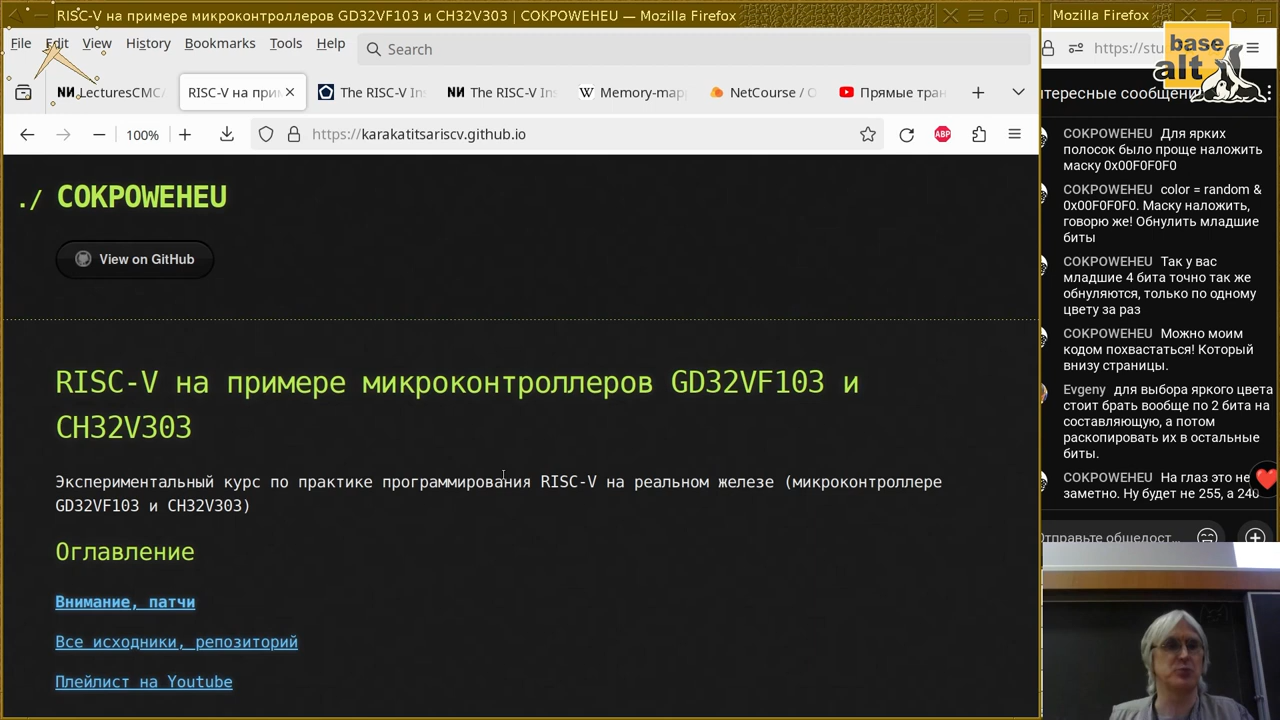 RISC-V на примере микроконтроллеров GD32VF103 и CH32V303 | COKPOWEHEU — Mozilla Firefox
File Edit View History Bookmarks Tools Help
Search
LecturesCMC/
RISC-V на при
The RISC-V Ins
The RISC-V Ins
Memory-map
NetCourse /
Прямые тран
100%
https://karakatitsariscv.github.io
ABP
./ COKPOWEHEU
View on GitHub
RISC-V на примере микроконтроллеров GD32VF103 и
CH32V303
Экспериментальный курс по практике программирования RISC-V на реальном железе (микроконтроллере
GD32VF103 и CH32V303)
Оглавление
Внимание, патчи
Все исходники, репозиторий
Плейлист на Youtube
Mozilla Firefox
https://stu
base
alt
тересные сообщени
COKPOWEHEU Для ярких
полосок было проще наложить
маску 0x00F0F0F0
COKPOWEHEU color = random &
0x00F0F0F0. Маску наложить,
говорю же! Обнулить младшие
биты
COKPOWEHEU Так у вас
младшие 4 бита точно так же
обнуляются, только по одному
цвету за раз
COKPOWEHEU Можно моим
кодом похвастаться! Который
внизу страницы.
Evgeny для выбора яркого цвета
стоит брать вообще по 2 бита на
составляющую, а потом
раскопировать их в остальные
биты.
COKPOWEHEU На глаз это не
заметно. Ну будет не 255, а 240
Отправьте общедост...